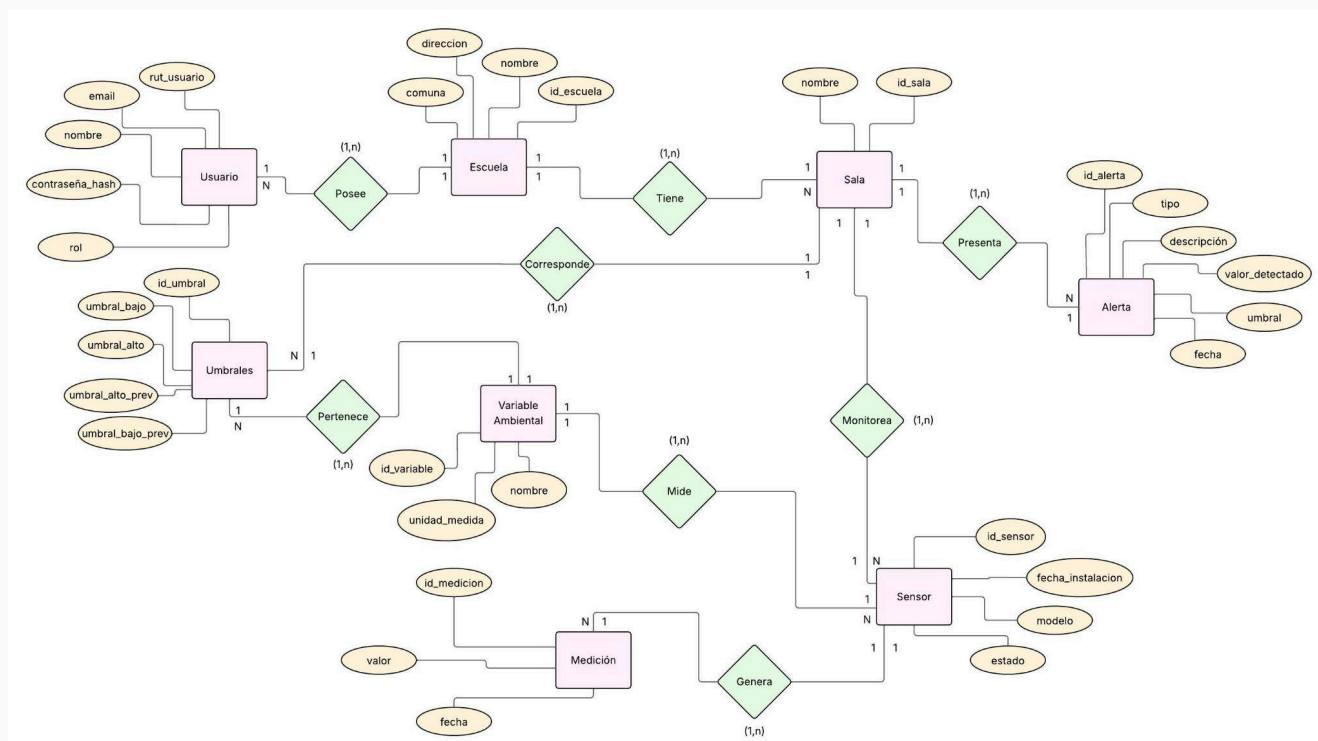 direccion
nombre
comuna
id_escuela
rut_usuario
email
nombre
contraseña_hash
rol
Usuario
1
N
(1,n)
Posee
1
1
Escuela
1
1
(1,n)
Tiene
nombre
id_sala
1
N
Sala
1
1
1
1
(1,n)
Presenta
id_alerta
tipo
descripción
valor_detectado
umbral
fecha
N
1
Alerta
Corresponde
(1,n)
1
1
id_umbral
umbral_bajo
umbral_alto
umbral_alto_prev
umbral_bajo_prev
Umbrales
N
1
1
N
Pertenece
(1,n)
1
1
Variable
Ambiental
1
1
id_variable
unidad_medida
nombre
(1,n)
Mide
Monitorea
(1,n)
1
N
1
N
Sensor
1
1
id_sensor
fecha_instalacion
modelo
estado
id_medicion
valor
fecha
N
1
Medición
Genera
(1,n)